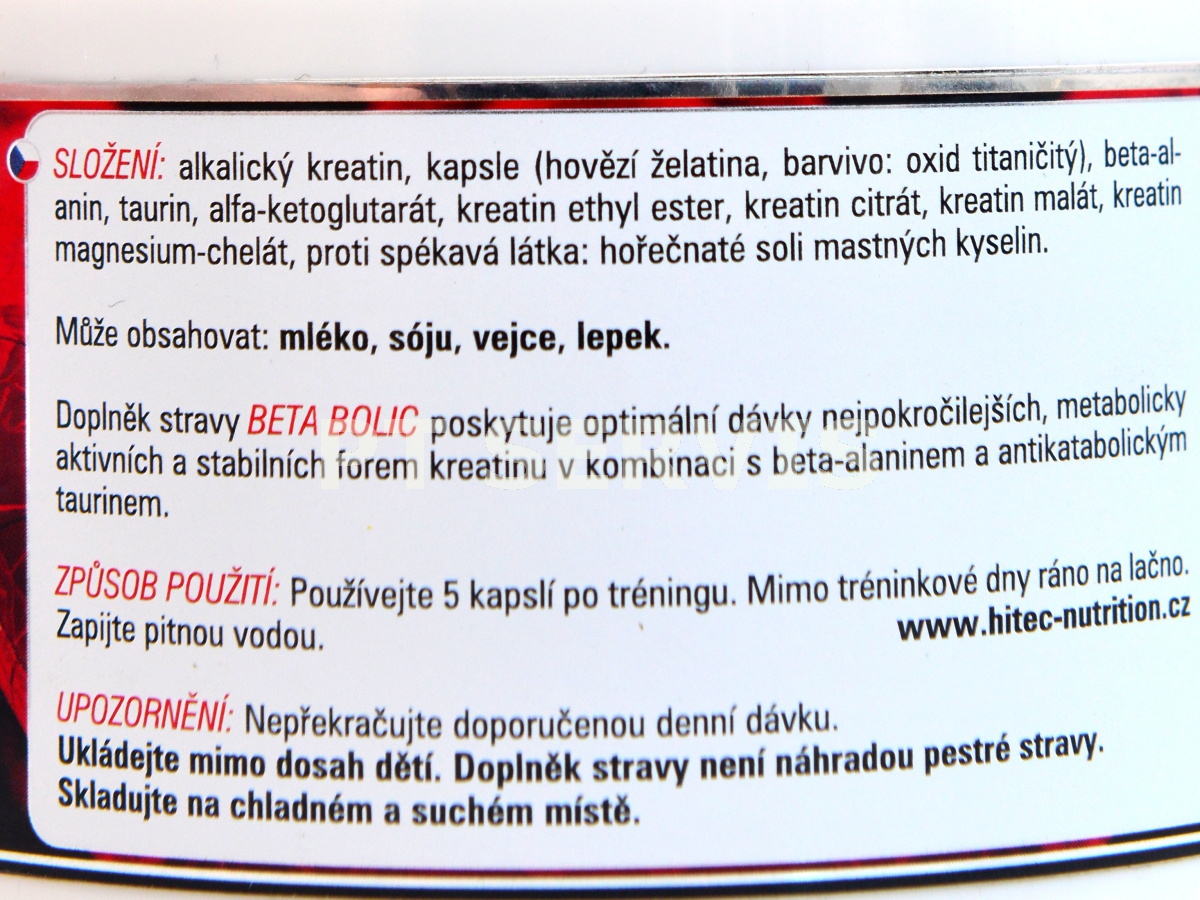 SLOŽENÍ: alkalický kreatin, kapsle (hovězí želatina, barvivo: oxid titaničitý), beta-al-
anin, taurin, alfa-ketoglutarát, kreatin ethyl ester, kreatin citrát, kreatin malát, kreatin
magnesium-chelát, proti spékavá látka: hořečnaté soli mastných kyselin.
Může obsahovat: mléko, sóju, vejce, lepek.
Doplněk stravy BETA BOLIC poskytuje optimální dávky nejpokročilejších, metabolicky
aktivních a stabilních forem kreatinu v kombinaci s beta-alaninem a antikatabolickým
taurinem.
ZPŮSOB POUŽITÍ: Používejte 5 kapslí po tréningu. Mimo tréninkové dny ráno na lačno.
Zapijte pitnou vodou.
www.hitec-nutrition.cz
UPOZORNĚNÍ: Nepřekračujte doporučenou denní dávku.
Ukládejte mimo dosah dětí. Doplněk stravy není náhradou pestré stravy.
Skladujte na chladném a suchém místě.